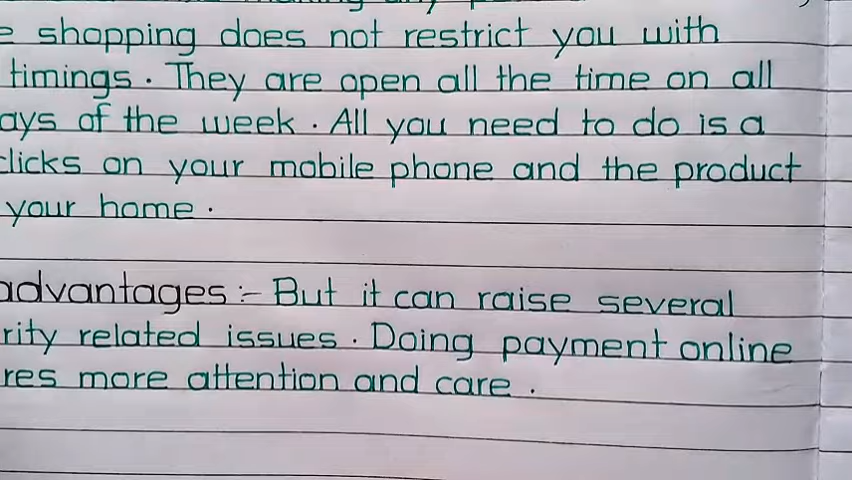 e shopping does not restrict you with
timings. They are open all the time on all
ays of the week. All you need to do is a
clicks on your mobile phone and the product
your home.
advantages :- But it can raise several
rity related issues. Doing payment online
res more attention and care.